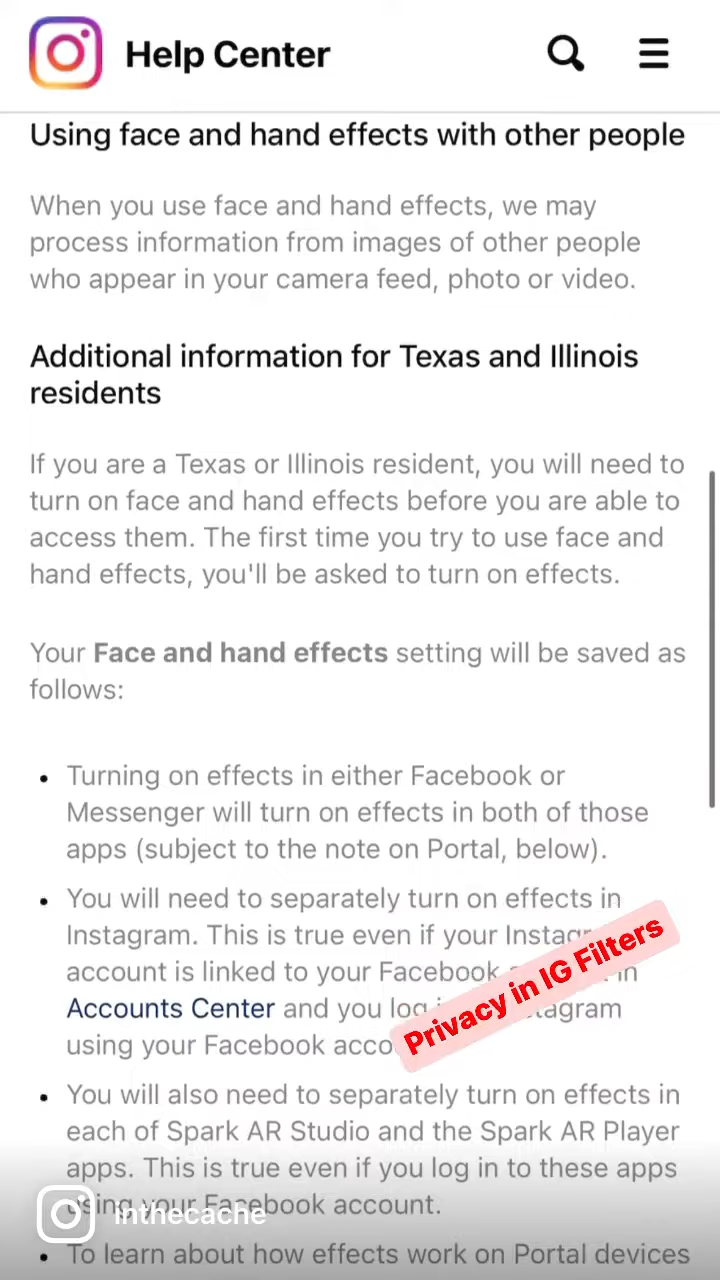 Help Center
Using face and hand effects with other people
When you use face and hand effects, we may
process information from images of other people
who appear in your camera feed, photo or video.
Additional information for Texas and Illinois
residents
If you are a Texas or Illinois resident, you will need to
turn on face and hand effects before you are able to
access them. The first time you try to use face and
hand effects, you'll be asked to turn on effects.
Your Face and hand effects setting will be saved as
follows:
• Turning on effects in either Facebook or
Messenger will turn on effects in both of those
apps (subject to the note on Portal, below).
• You will need to separately turn on effects in
Instagram. This is true even if your
account is linked to your Facebook in
Accounts Center and you
using your Facebook
Privacy in IG Filters
• You will also need to separately turn on effects in
each of Spark AR Studio and the Spark AR Player
apps. This is true even if you log in to these apps
using your Facebook account.
inthecache
• To learn about how effects work on Portal devices